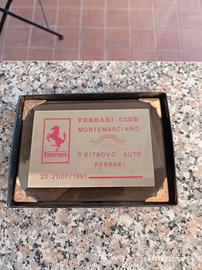 FERRARI CLUB
MONTEMARCIANO
ferrari
5° RITROVO AUTO
FERRARI
20-21/07/1991